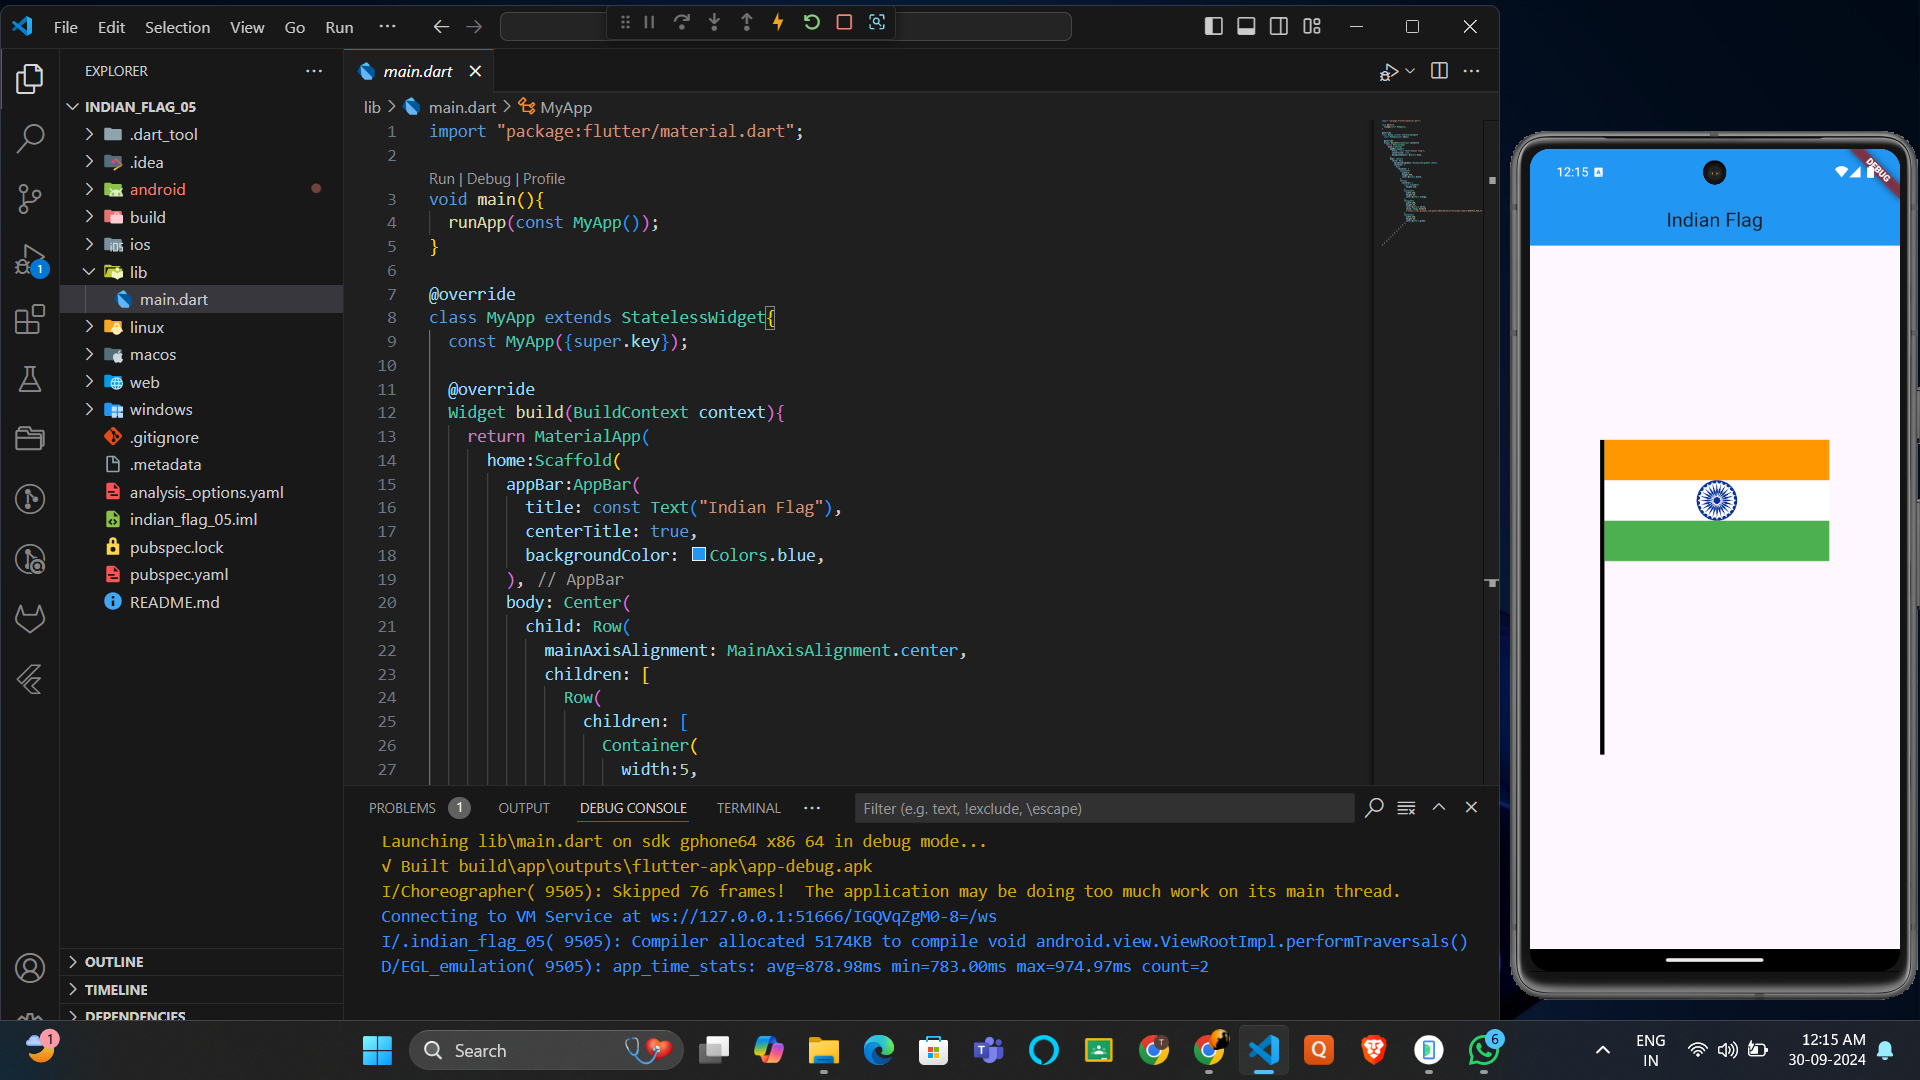 File Edit Selection View Go Run ...
EXPLORER
INDIAN_FLAG_05
.dart_tool
.idea
android
build
ios
lib
main.dart
linux
macos
web
windows
.gitignore
.metadata
analysis_options.yaml
indian_flag_05.iml
pubspec.lock
pubspec.yaml
README.md
OUTLINE
TIMELINE
DEPENDENCIES
1
main.dart
lib > main.dart > MyApp
1 import "package:flutter/material.dart";
2
Run | Debug | Profile
3 void main(){
4 runApp(const MyApp());
5 }
6
7 @override
8 class MyApp extends StatelessWidget{
9 const MyApp({super.key});
10
11 @override
12 Widget build(BuildContext context){
13 return MaterialApp(
14 home:Scaffold(
15 appBar:AppBar(
16 title: const Text("Indian Flag"),
17 centerTitle: true,
18 backgroundColor: Colors.blue,
19 ), // AppBar
20 body: Center(
21 child: Row(
22 mainAxisAlignment: MainAxisAlignment.center,
23 children: [
24 Row(
25 children: [
26 Container(
27 width:5,
PROBLEMS 1 OUTPUT DEBUG CONSOLE TERMINAL ... Filter (e.g. text, !exclude, \escape)
Launching lib\main.dart on sdk gphone64 x86 64 in debug mode...
√ Built build\app\outputs\flutter-apk\app-debug.apk
I/Choreographer( 9505): Skipped 76 frames!  The application may be doing too much work on its main thread.
Connecting to VM Service at ws://127.0.0.1:51666/IGQVqZgM0-8=/ws
I/.indian_flag_05( 9505): Compiler allocated 5174KB to compile void android.view.ViewRootImpl.performTraversals()
D/EGL_emulation( 9505): app_time_stats: avg=878.98ms min=783.00ms max=974.97ms count=2
12:15
DEBUG
Indian Flag
1
Search
6
ENG
IN
12:15 AM
30-09-2024